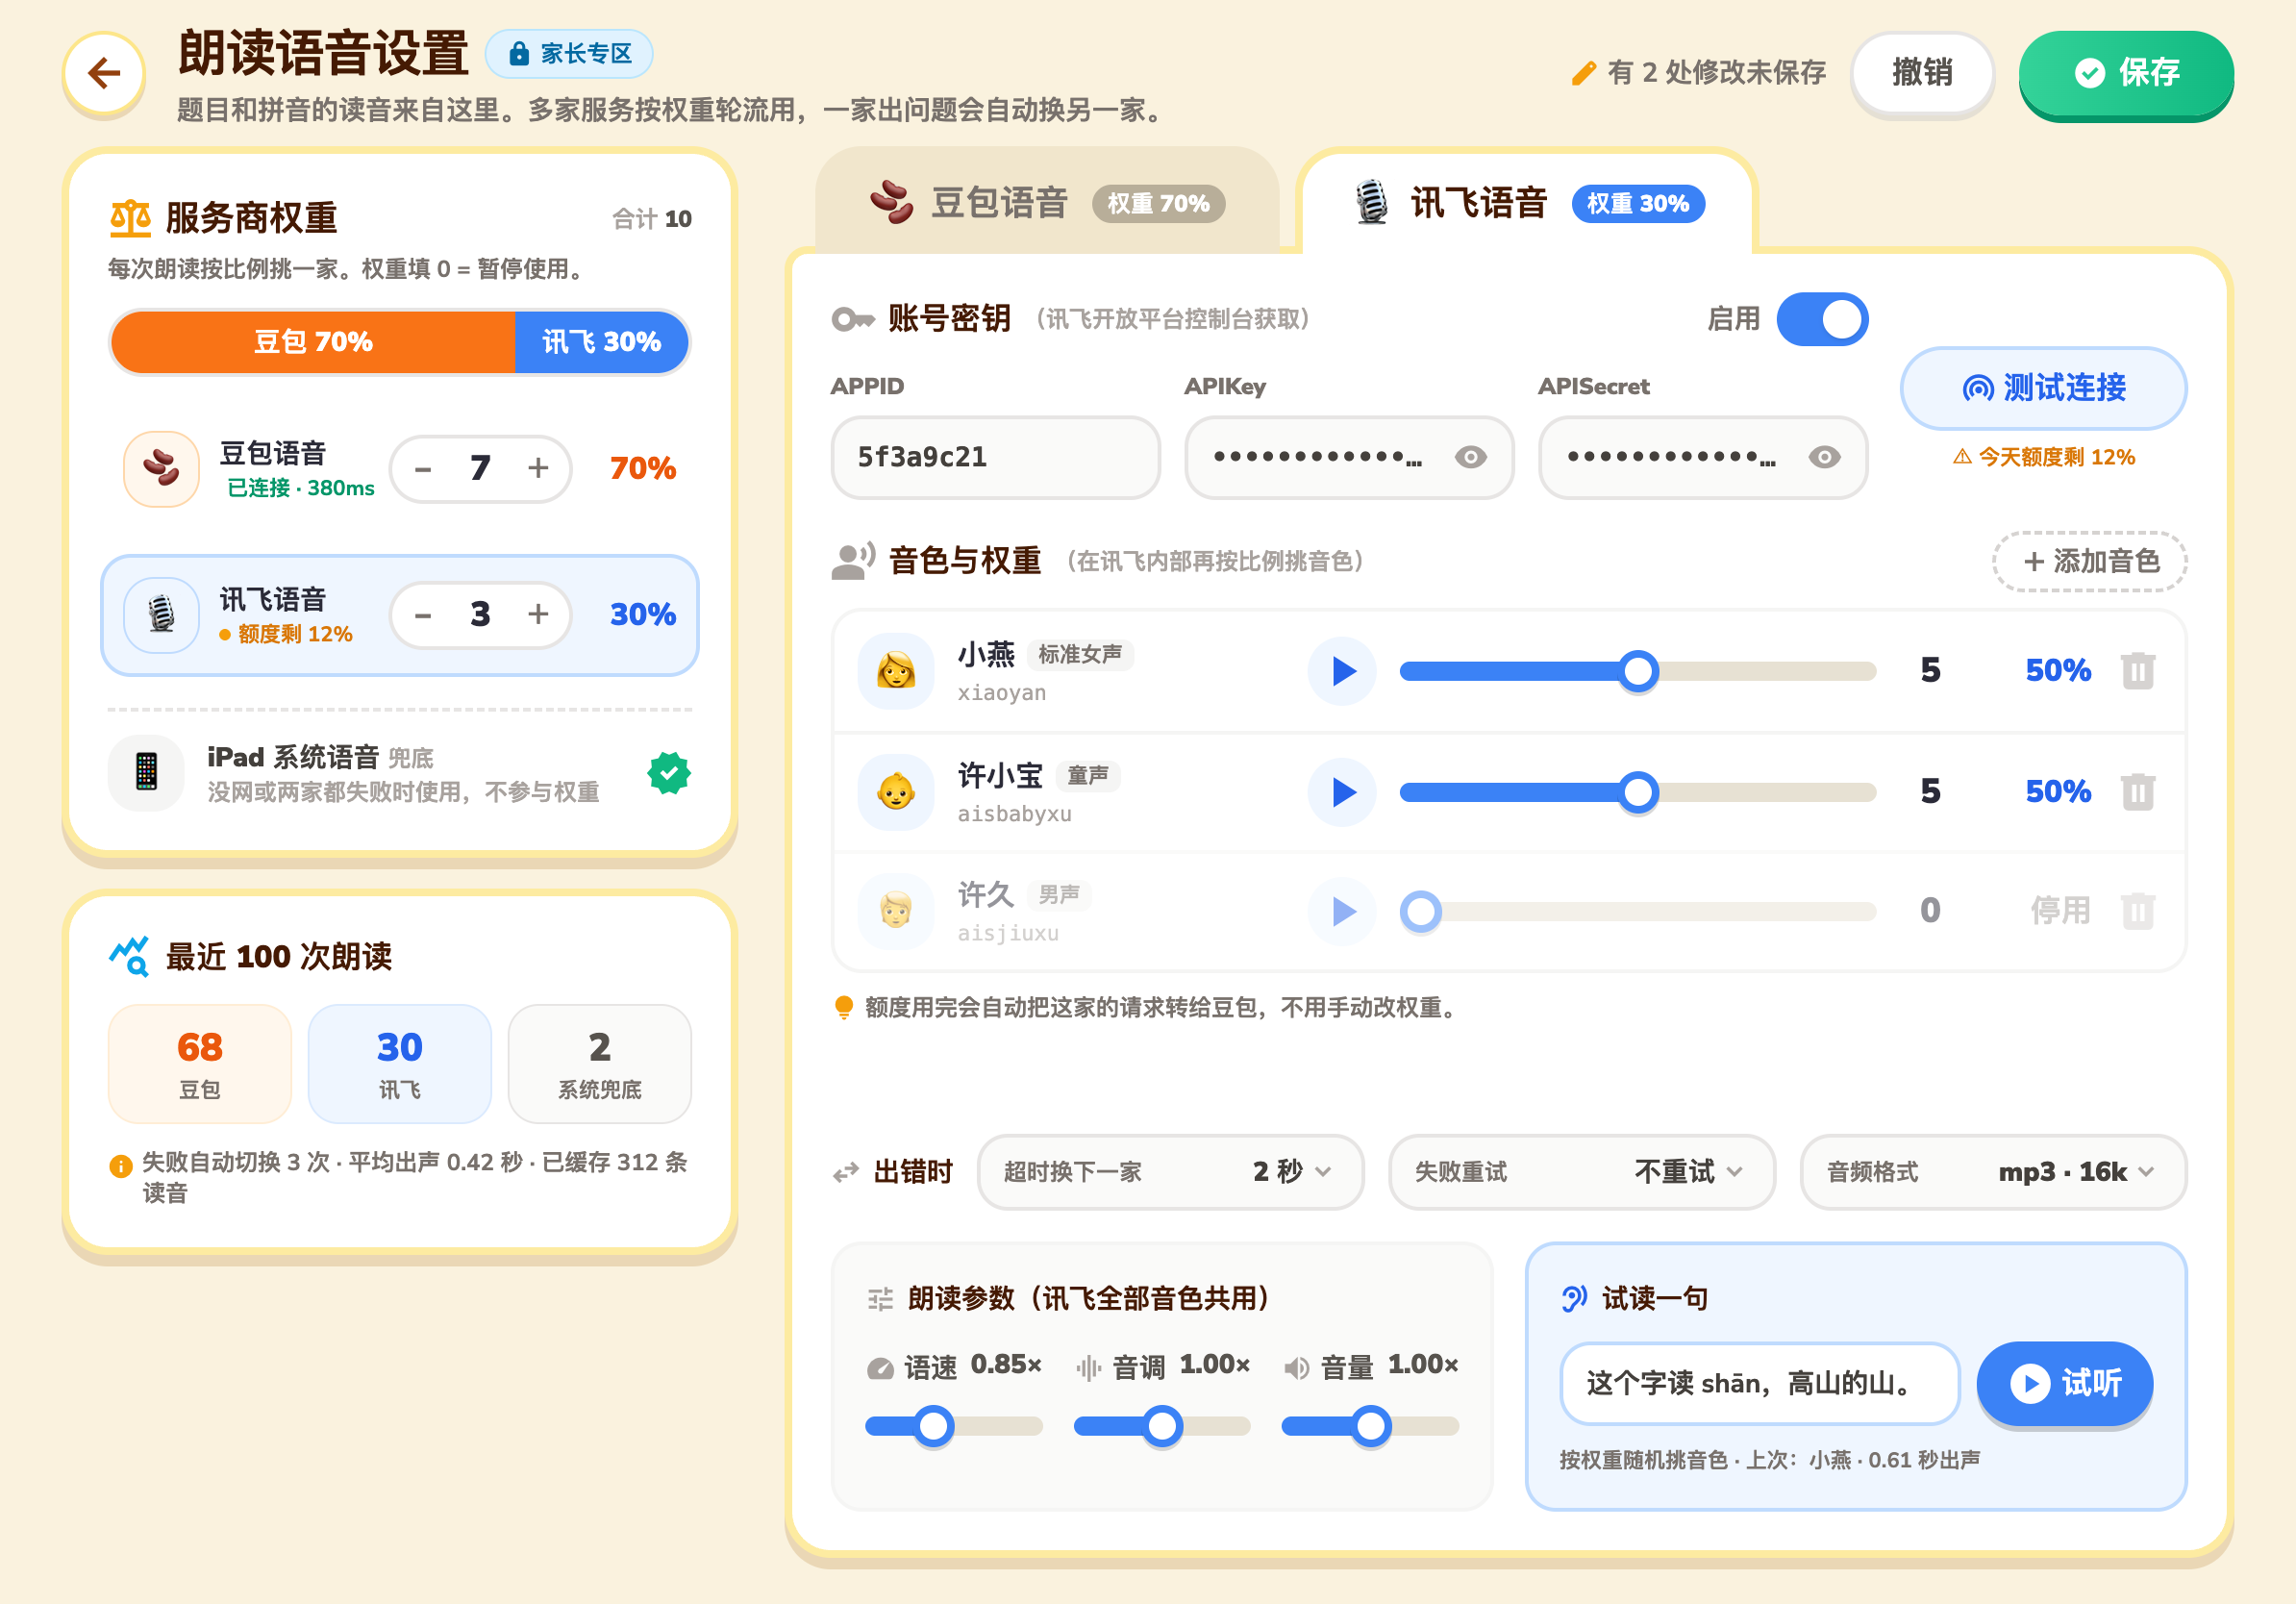 朗读语音设置
家长专区
题目和拼音的读音来自这里。多家服务按权重轮流用，一家出问题会自动换另一家。
有 2 处修改未保存
撤销
保存
服务商权重
合计 10
每次朗读按比例挑一家。权重填 0 = 暂停使用。
豆包 70%
讯飞 30%
豆包语音
已连接 · 380ms
− 7 +
70%
讯飞语音
额度剩 12%
− 3 +
30%
iPad 系统语音 兜底
没网或两家都失败时使用，不参与权重
最近 100 次朗读
68
豆包
30
讯飞
2
系统兜底
失败自动切换 3 次 · 平均出声 0.42 秒 · 已缓存 312 条
读音
豆包语音
权重 70%
讯飞语音
权重 30%
账号密钥 （讯飞开放平台控制台获取）
启用
测试连接
⚠ 今天额度剩 12%
APPID
5f3a9c21
APIKey
••••••••••••…
APISecret
••••••••••••…
音色与权重 （在讯飞内部再按比例挑音色）
+ 添加音色
小燕 标准女声
xiaoyan
5
50%
许小宝 童声
aisbabyxu
5
50%
许久 男声
aisjiuxu
0
停用
额度用完会自动把这家的请求转给豆包，不用手动改权重。
出错时
超时换下一家 2 秒
失败重试 不重试
音频格式 mp3 · 16k
朗读参数（讯飞全部音色共用）
语速 0.85×
音调 1.00×
音量 1.00×
试读一句
这个字读 shān，高山的山。
试听
按权重随机挑音色 · 上次：小燕 · 0.61 秒出声